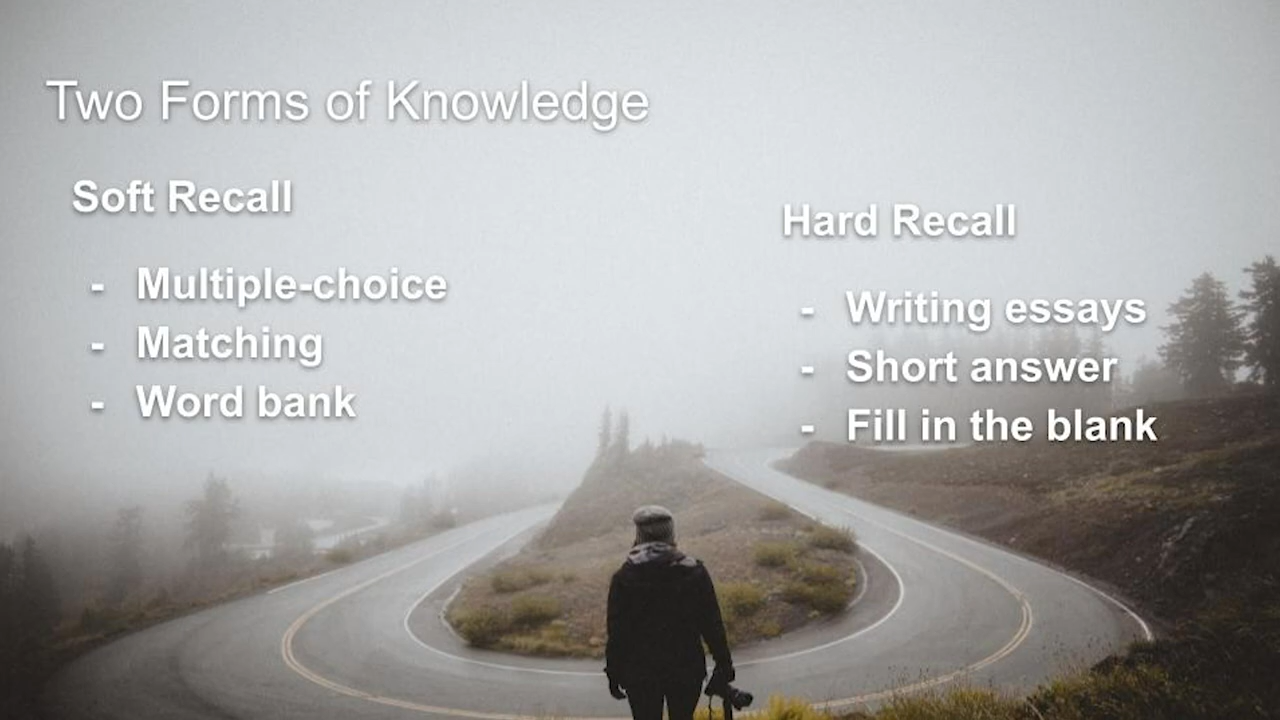 Two Forms of Knowledge
Soft Recall
- Multiple-choice
- Matching
- Word bank
Hard Recall
- Writing essays
- Short answer
- Fill in the blank